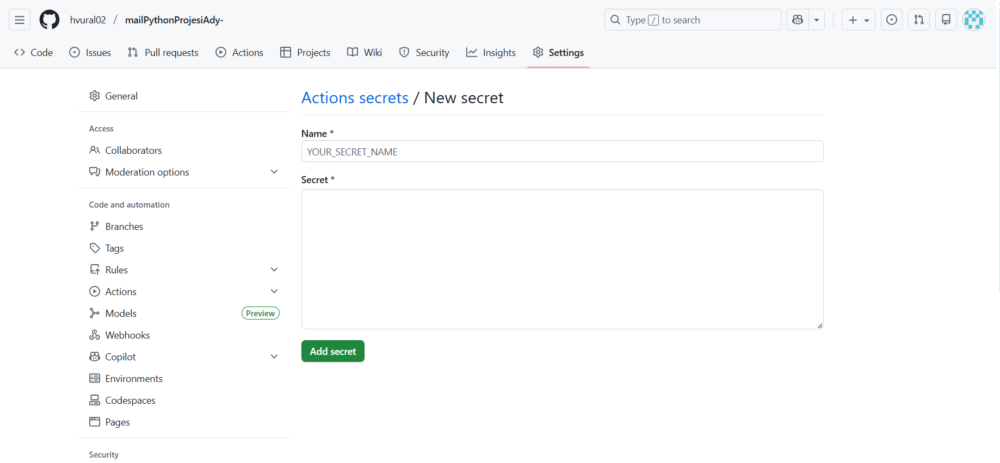 hvural02 / mailPythonProjesiAdy-
Type / to search
Code Issues Pull requests Actions Projects Wiki Security Insights Settings
General
Access
Collaborators
Moderation options
Code and automation
Branches
Tags
Rules
Actions
Models Preview
Webhooks
Copilot
Environments
Codespaces
Pages
Security
Actions secrets / New secret
Name *
YOUR_SECRET_NAME
Secret *
Add secret